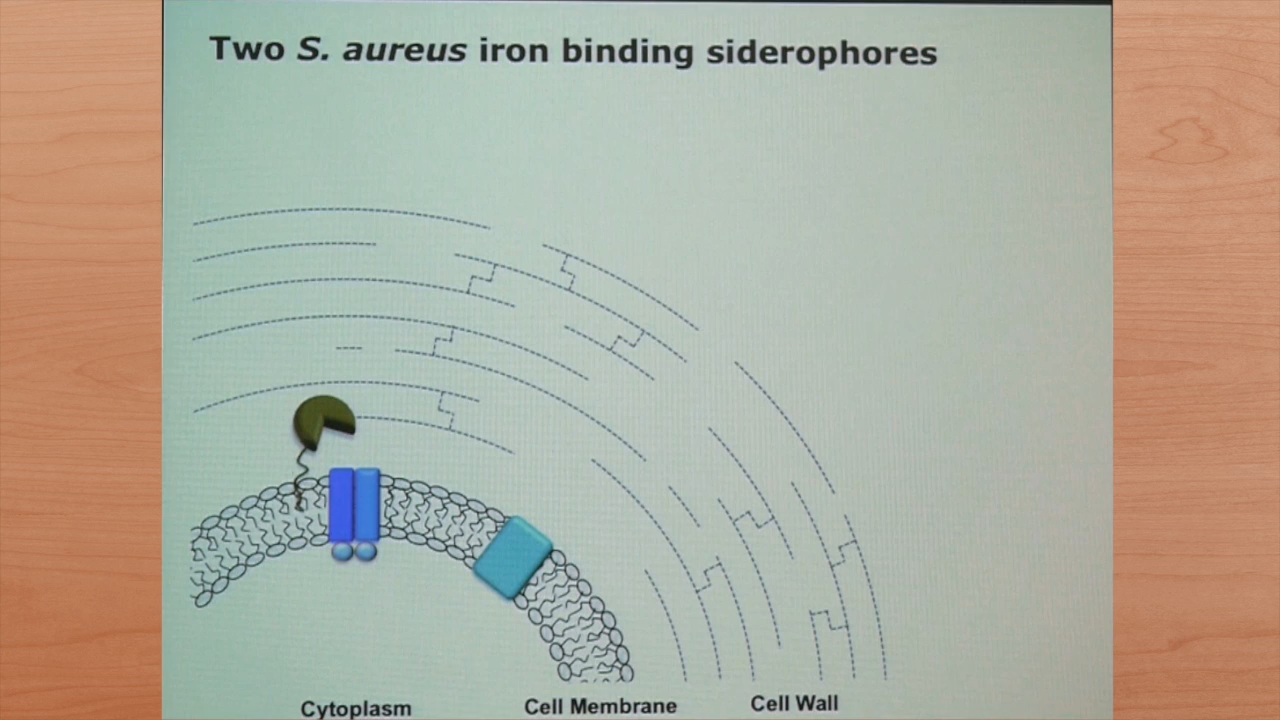 Two S. aureus iron binding siderophores
Cytoplasm
Cell Membrane
Cell Wall